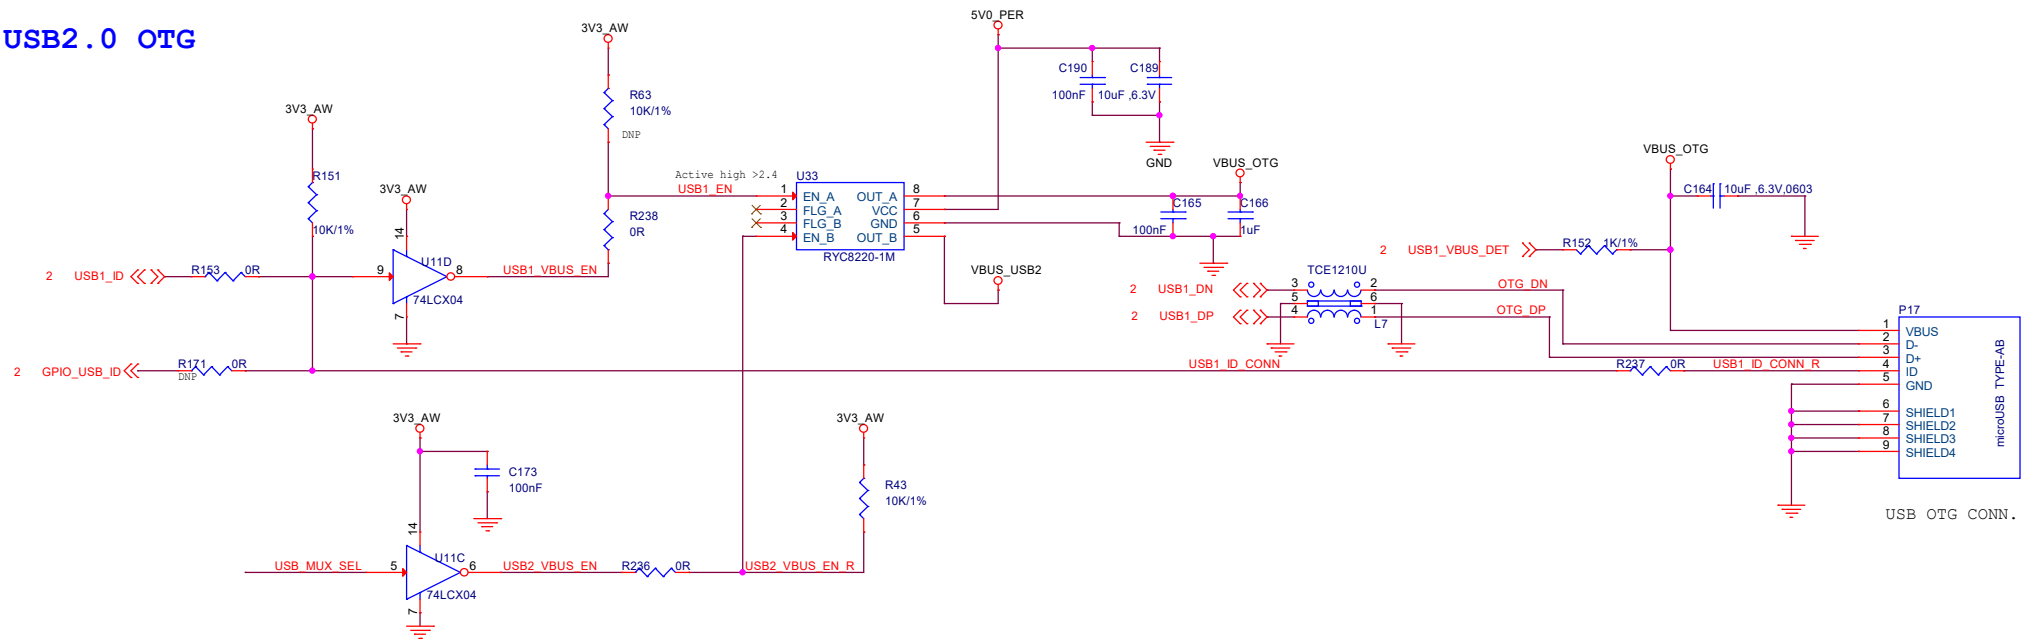 USB2.0 OTG
5V0_PER
3V3_AW
C190
C189
100nF
10uF ,6.3V
R63
10K/1%
DNP
3V3_AW
R151
10K/1%
GND
VBUS_OTG
VBUS_OTG
Active high >2.4
USB1_EN
U33
1 EN_A OUT_A 8
2 FLG_A VCC 7
3 FLG_B GND 6
4 EN_B OUT_B 5
RYC8220-1M
C165
100nF
C166
1uF
C164
10uF ,6.3V,0603
3V3_AW
14
R238
0R
2 USB1_ID
R153 0R
9
U11D
8
USB1_VBUS_EN
74LCX04
7
VBUS_USB2
2 USB1_VBUS_DET
R152 1K/1%
TCE1210U
2 USB1_DN
3 2
OTG_DN
5 6
2 USB1_DP
4 1
OTG_DP
L7
P17
1 VBUS
2 D-
3 D+
4 ID
5 GND
6 SHIELD1
7 SHIELD2
8 SHIELD3
9 SHIELD4
microUSB TYPE-AB
USB OTG CONN.
2 GPIO_USB_ID
R171 0R
DNP
USB1_ID_CONN
R237 0R
USB1_ID_CONN_R
3V3_AW
C173
100nF
3V3_AW
R43
10K/1%
14
USB_MUX_SEL
5
U11C
6
USB2_VBUS_EN
R236 0R
USB2_VBUS_EN_R
74LCX04
7